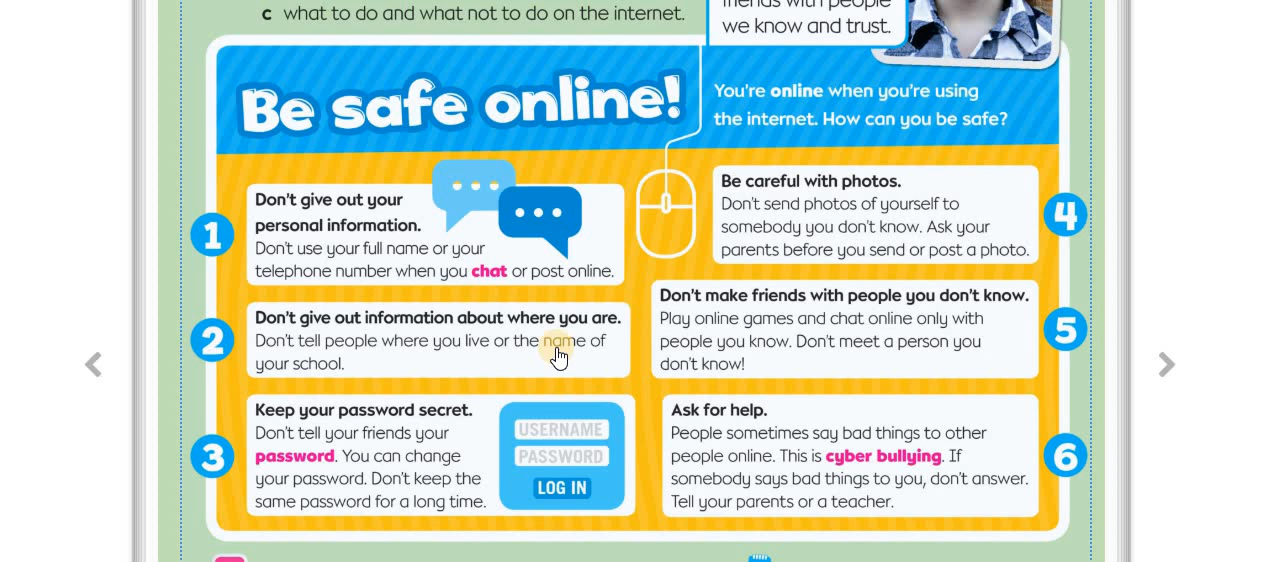 c what to do and what not to do on the internet.
friends with people
we know and trust.
Be safe online!
You're online when you're using
the internet. How can you be safe?
1
Don't give out your
personal information.
Don't use your full name or your
telephone number when you chat or post online.
2
Don't give out information about where you are.
Don't tell people where you live or the name of
your school.
3
Keep your password secret.
Don't tell your friends your
password. You can change
your password. Don't keep the
same password for a long time.
USERNAME
PASSWORD
LOG IN
4
Be careful with photos.
Don't send photos of yourself to
somebody you don't know. Ask your
parents before you send or post a photo.
5
Don't make friends with people you don't know.
Play online games and chat online only with
people you know. Don't meet a person you
don't know!
6
Ask for help.
People sometimes say bad things to other
people online. This is cyber bullying. If
somebody says bad things to you, don't answer.
Tell your parents or a teacher.